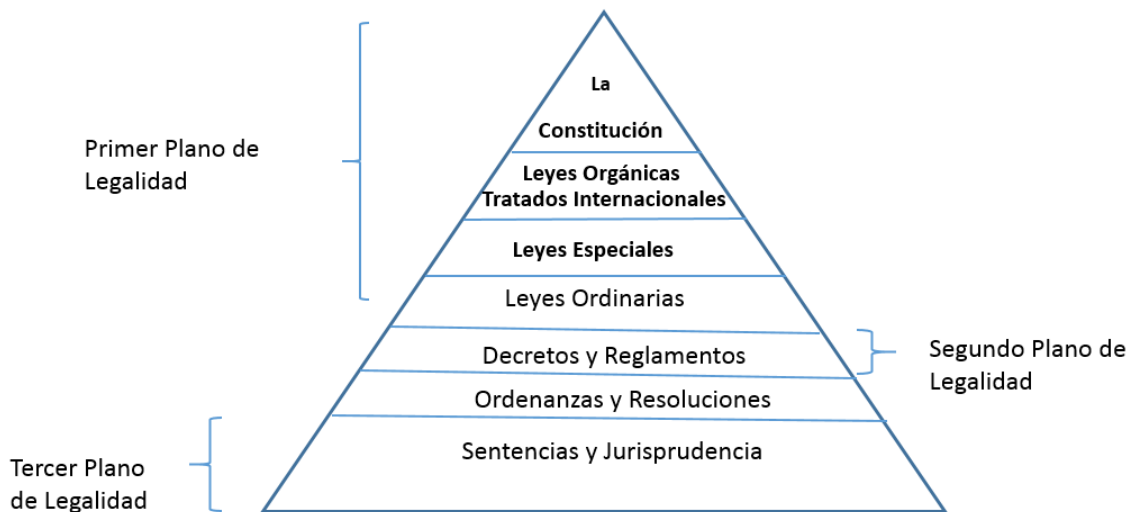 La
Constitución
Primer Plano de
Legalidad
Leyes Orgánicas
Tratados Internacionales
Leyes Especiales
Leyes Ordinarias
Decretos y Reglamentos
Segundo Plano de
Legalidad
Ordenanzas y Resoluciones
Sentencias y Jurisprudencia
Tercer Plano
de Legalidad